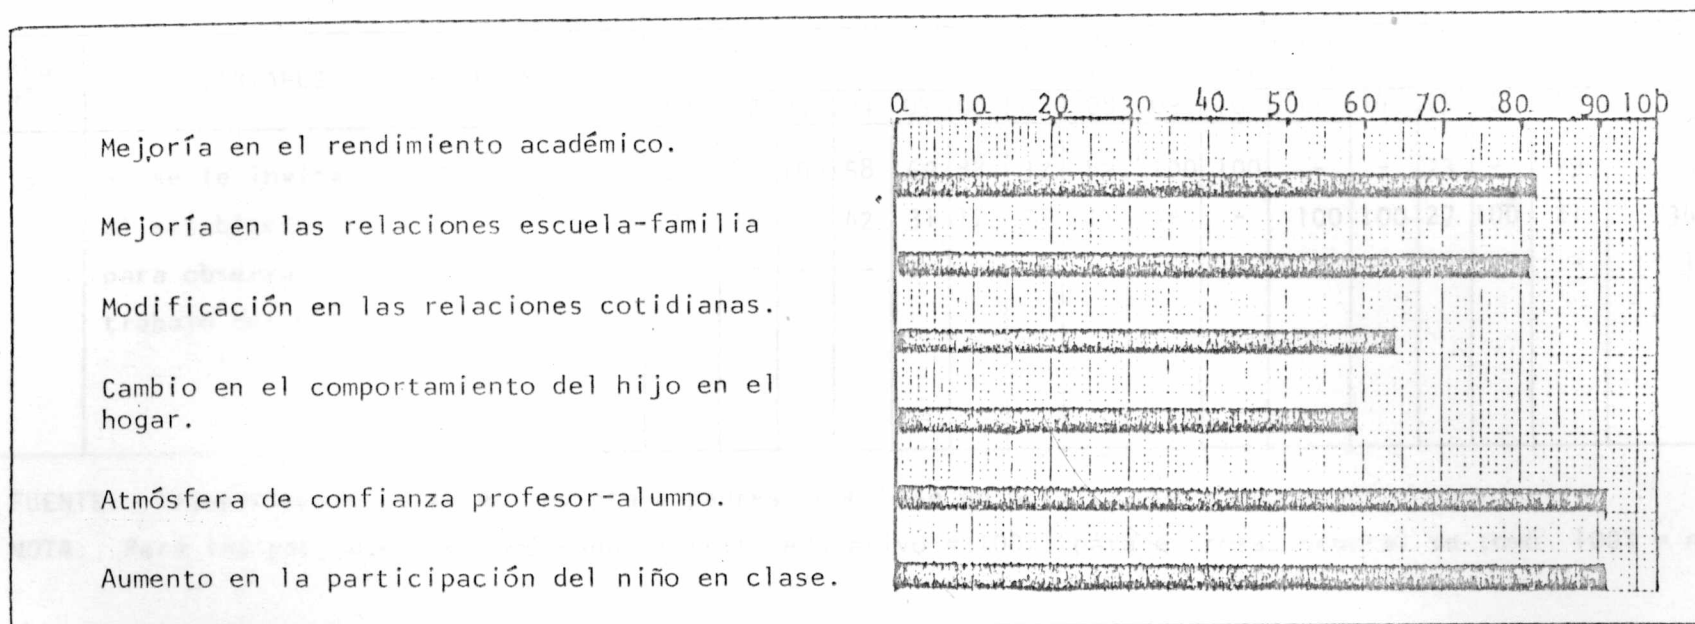 0. 10. 20. 30 40. 50. 60. 70. 80. 90 100
Mejoría en el rendimiento académico.
Mejoría en las relaciones escuela-familia
Modificación en las relaciones cotidianas.
Cambio en el comportamiento del hijo en el
hogar.
Atmósfera de confianza profesor-alumno.
Aumento en la participación del niño en clase.